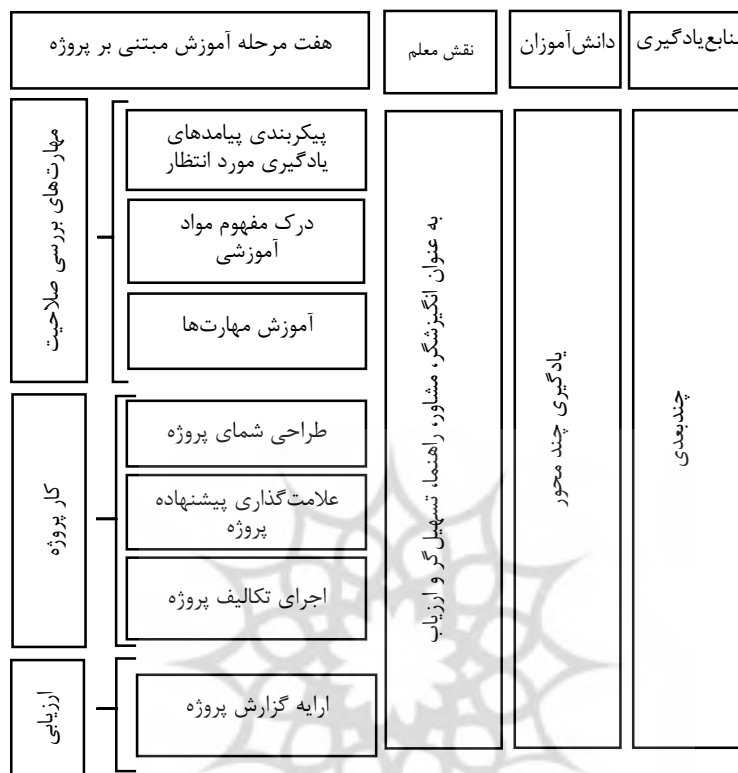 هفت مرحله آموزش مبتنی بر پروژه
نقش معلم
دانش‌آموزان
منابع‌یادگیری
مهارت‌های بررسی صلاحیت
پیکربندی پیامدهای
یادگیری مورد انتظار
درک مفهوم مواد
آموزشی
آموزش مهارت‌ها
کار پروژه
طراحی شمای پروژه
علامت‌گذاری پیشنهاده
پروژه
اجرای تکالیف پروژه
ارزیابی
ارایه گزارش پروژه
به عنوان انگیزشگر، مشاور، راهنما، تسهیل‌گر و ارزیاب
یادگیری چند محور
چندبعدی